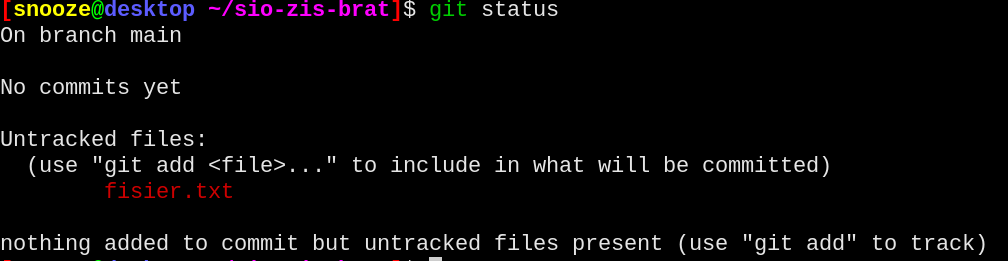 [snooze@desktop ~/sio-zis-brat]$ git status
On branch main
No commits yet
Untracked files:
(use "git add <file>..." to include in what will be committed)
fisier.txt
nothing added to commit but untracked files present (use "git add" to track)